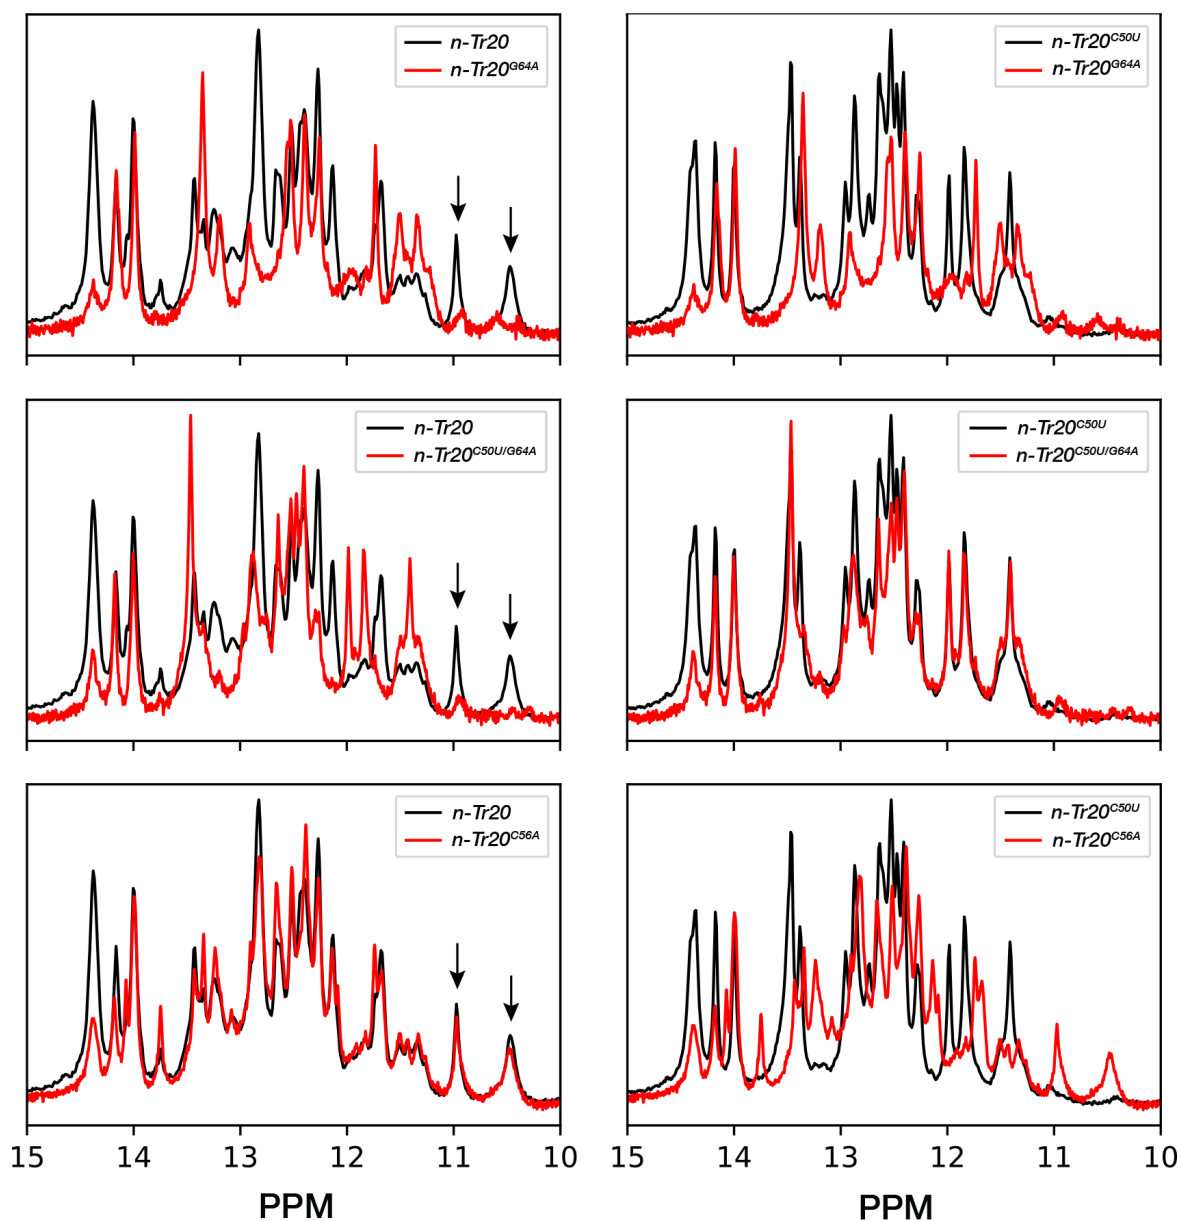 n-Tr20
n-Tr20G64A
n-Tr20C50U
n-Tr20G64A
n-Tr20
n-Tr20C50U/G64A
n-Tr20C50U
n-Tr20C50U/G64A
n-Tr20
n-Tr20C56A
n-Tr20C50U
n-Tr20C56A
15 14 13 12 11 10
15 14 13 12 11 10
PPM
PPM